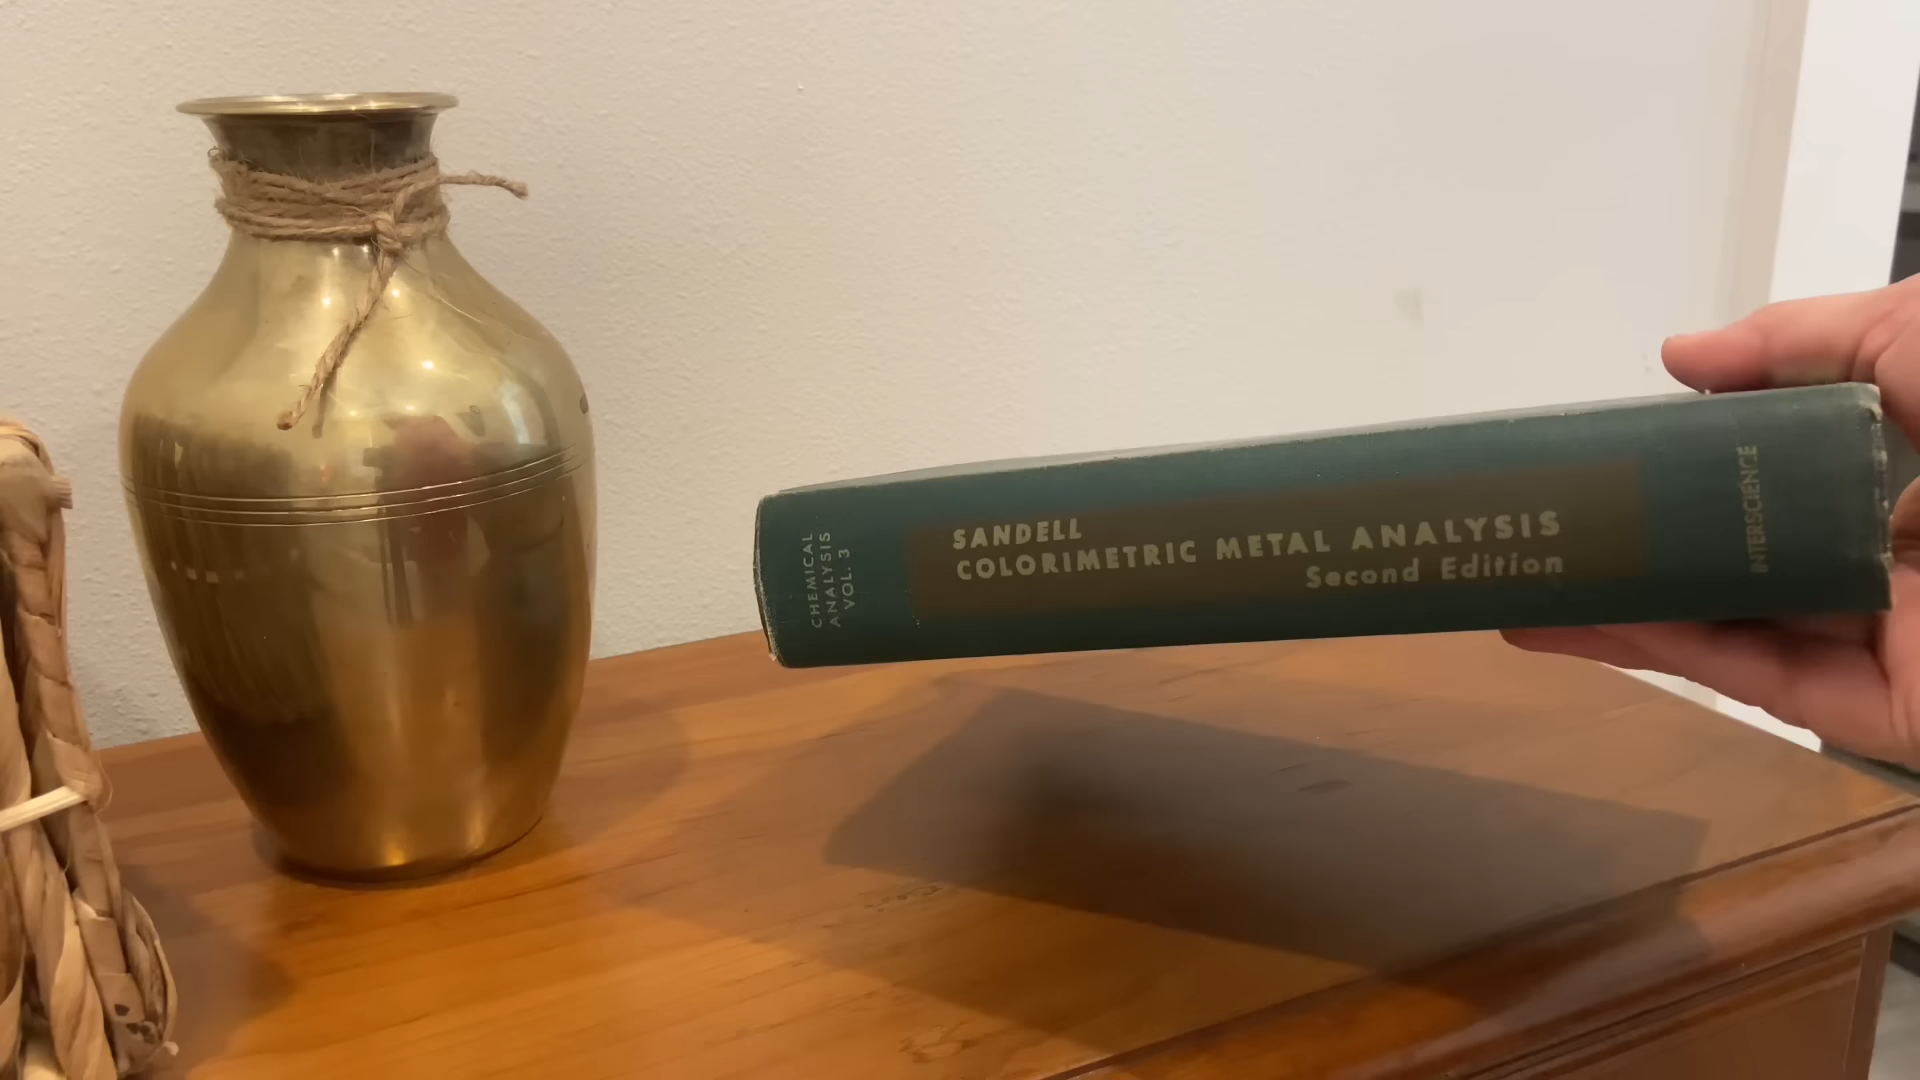 CHEMICAL
ANALYSIS
VOL. 3
SANDELL
COLORIMETRIC METAL ANALYSIS
Second Edition
INTERSCIENCE